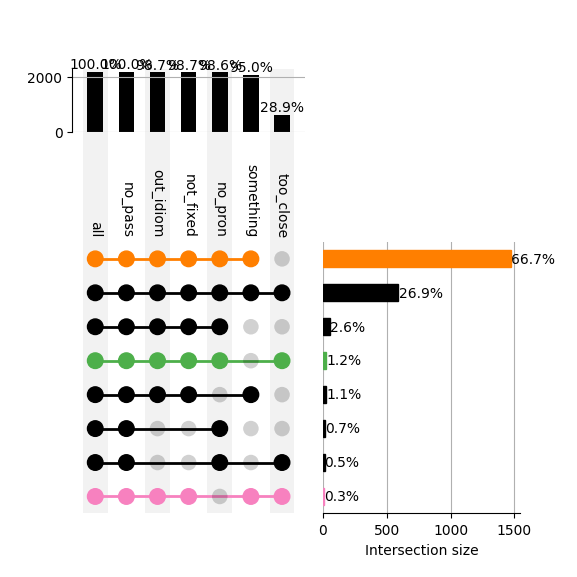 100.0% 100.0% 98.7% 98.7% 98.6% 95.0%
2000
28.9%
0
all no_pass out_idiom not_fixed no_pron something too_close
66.7%
26.9%
2.6%
1.2%
1.1%
0.7%
0.5%
0.3%
0 500 1000 1500
Intersection size